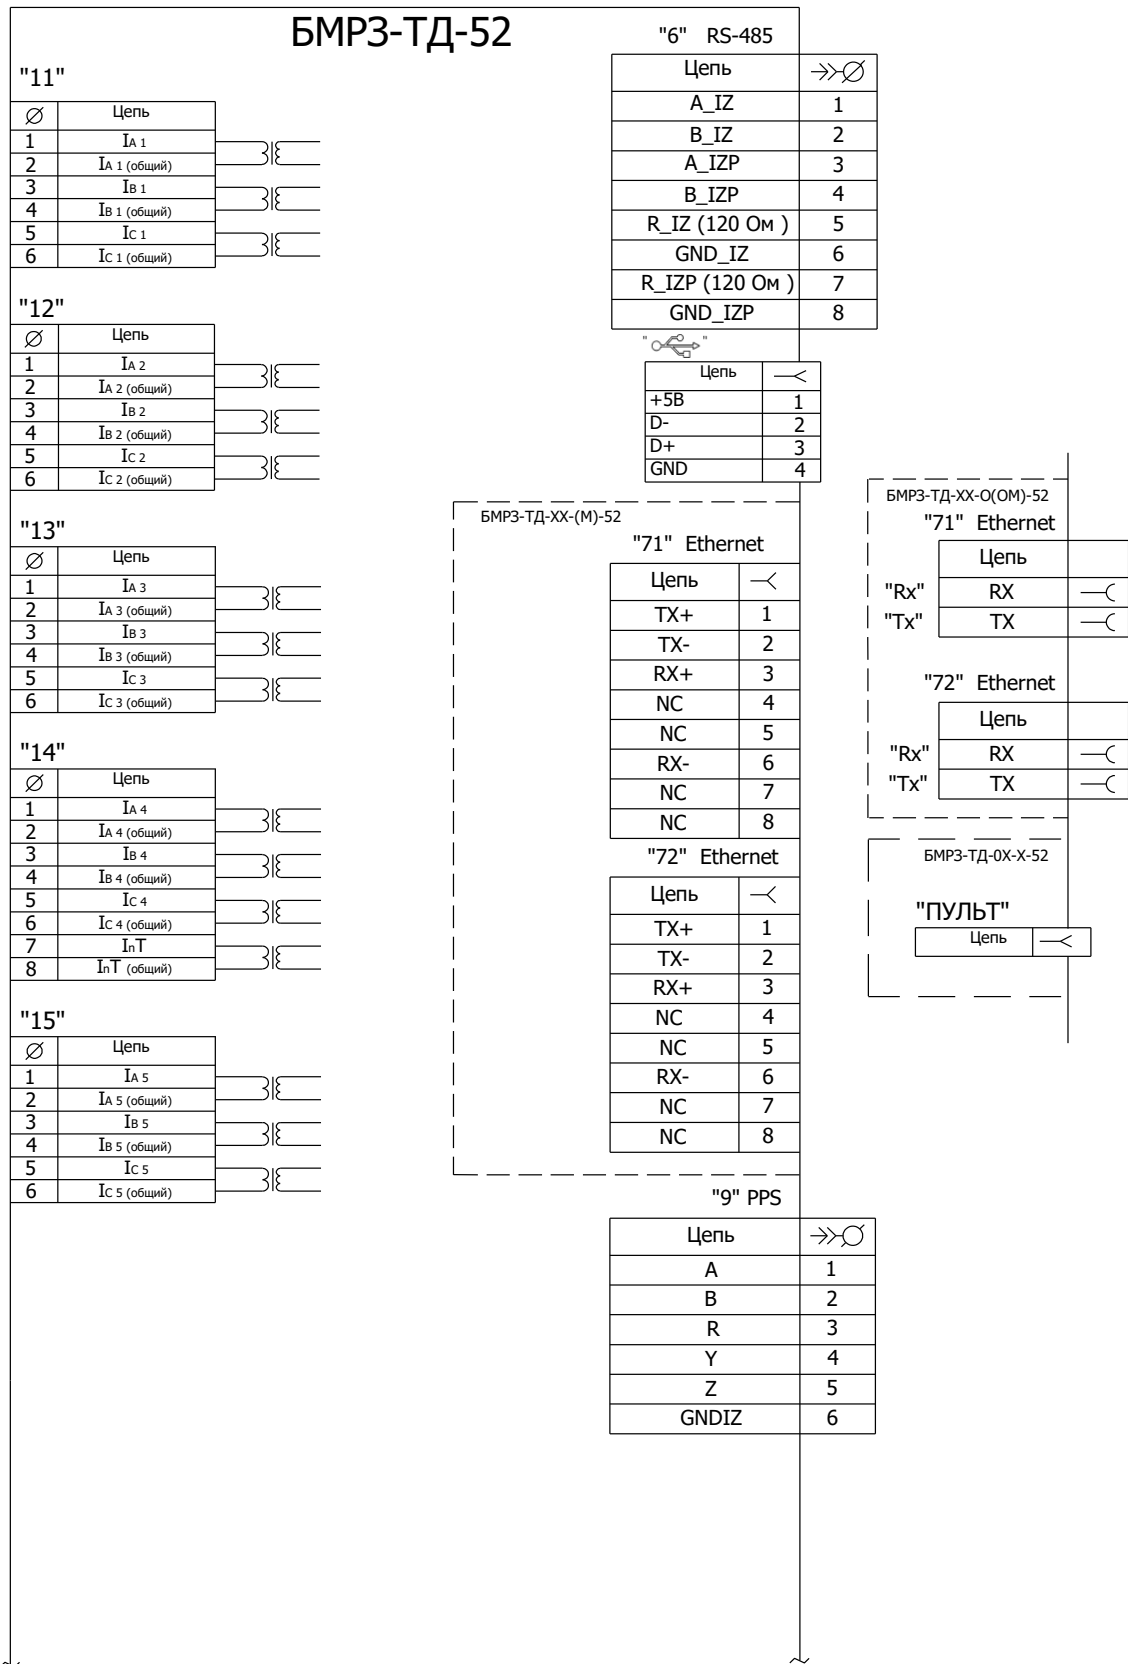 БМРЗ-ТД-52
"11"
Ø Цепь
1 IA 1
2 IA 1 (общий)
3 IB 1
4 IB 1 (общий)
5 IC 1
6 IC 1 (общий)
"12"
Ø Цепь
1 IA 2
2 IA 2 (общий)
3 IB 2
4 IB 2 (общий)
5 IC 2
6 IC 2 (общий)
"13"
Ø Цепь
1 IA 3
2 IA 3 (общий)
3 IB 3
4 IB 3 (общий)
5 IC 3
6 IC 3 (общий)
"14"
Ø Цепь
1 IA 4
2 IA 4 (общий)
3 IB 4
4 IB 4 (общий)
5 IC 4
6 IC 4 (общий)
7 InT
8 InT (общий)
"15"
Ø Цепь
1 IA 5
2 IA 5 (общий)
3 IB 5
4 IB 5 (общий)
5 IC 5
6 IC 5 (общий)
"6" RS-485
Цепь
A_IZ 1
B_IZ 2
A_IZP 3
B_IZP 4
R_IZ (120 Ом ) 5
GND_IZ 6
R_IZP (120 Ом ) 7
GND_IZP 8
" "
Цепь
+5В 1
D- 2
D+ 3
GND 4
БМРЗ-ТД-ХХ-(М)-52
"71" Ethernet
Цепь
TX+ 1
TX- 2
RX+ 3
NC 4
NC 5
RX- 6
NC 7
NC 8
"72" Ethernet
Цепь
TX+ 1
TX- 2
RX+ 3
NC 4
NC 5
RX- 6
NC 7
NC 8
"9" PPS
Цепь
A 1
B 2
R 3
Y 4
Z 5
GNDIZ 6
БМРЗ-ТД-ХХ-О(ОМ)-52
"71" Ethernet
Цепь
"Rx" RX
"Tx" TX
"72" Ethernet
Цепь
"Rx" RX
"Tx" TX
БМРЗ-ТД-0Х-Х-52
"ПУЛЬТ"
Цепь